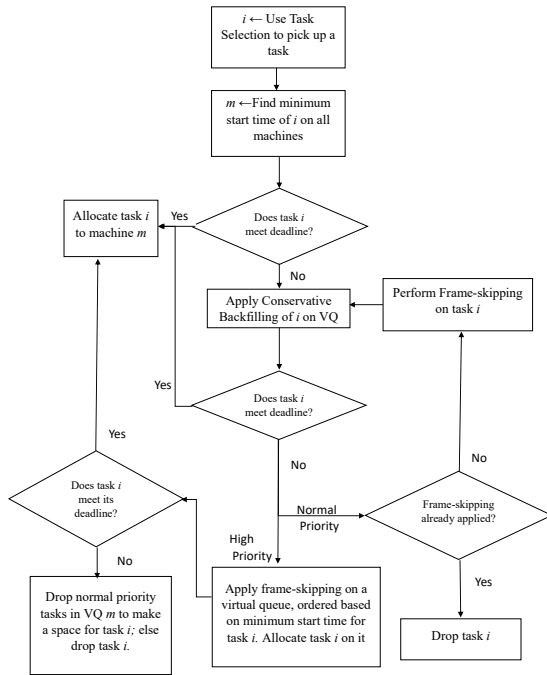 i ← Use Task
Selection to pick up a
task
m ←Find minimum
start time of i on all
machines
Does task i
meet deadline?
Yes
Allocate task i
to machine m
No
Apply Conservative
Backfilling of i on VQ
Perform Frame-skipping
on task i
Does task i
meet deadline?
Yes
No
Yes
No
Does task i
meet its
deadline?
Normal
Priority
Frame-skipping
already applied?
High
Priority
No
Yes
Drop normal priority
tasks in VQ m to make
a space for task i; else
drop task i.
Apply frame-skipping on a
virtual queue, ordered based
on minimum start time for
task i. Allocate task i on it
Drop task i